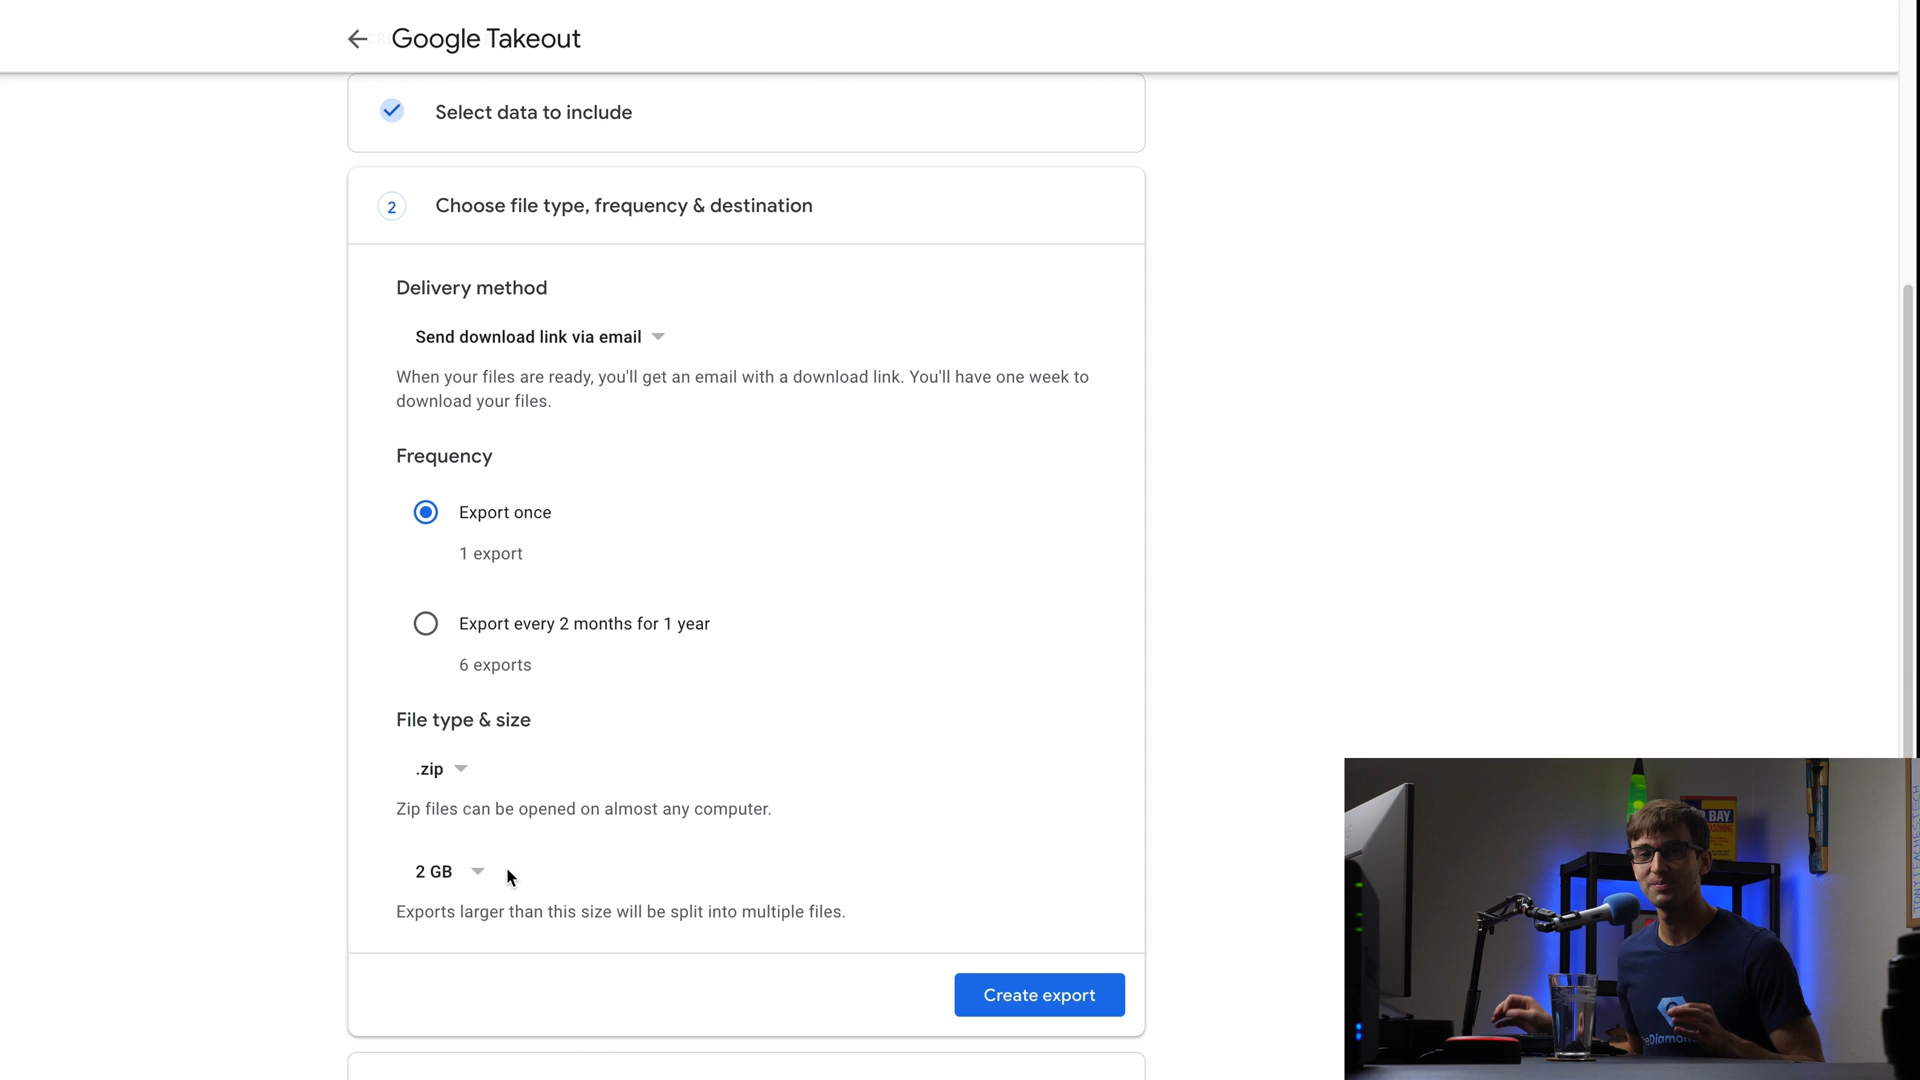 Google Takeout
Select data to include
2
Choose file type, frequency & destination
Delivery method
Send download link via email
When your files are ready, you'll get an email with a download link. You'll have one week to
download your files.
Frequency
Export once
1 export
Export every 2 months for 1 year
6 exports
File type & size
.zip
Zip files can be opened on almost any computer.
2 GB
Exports larger than this size will be split into multiple files.
Create export
BAY